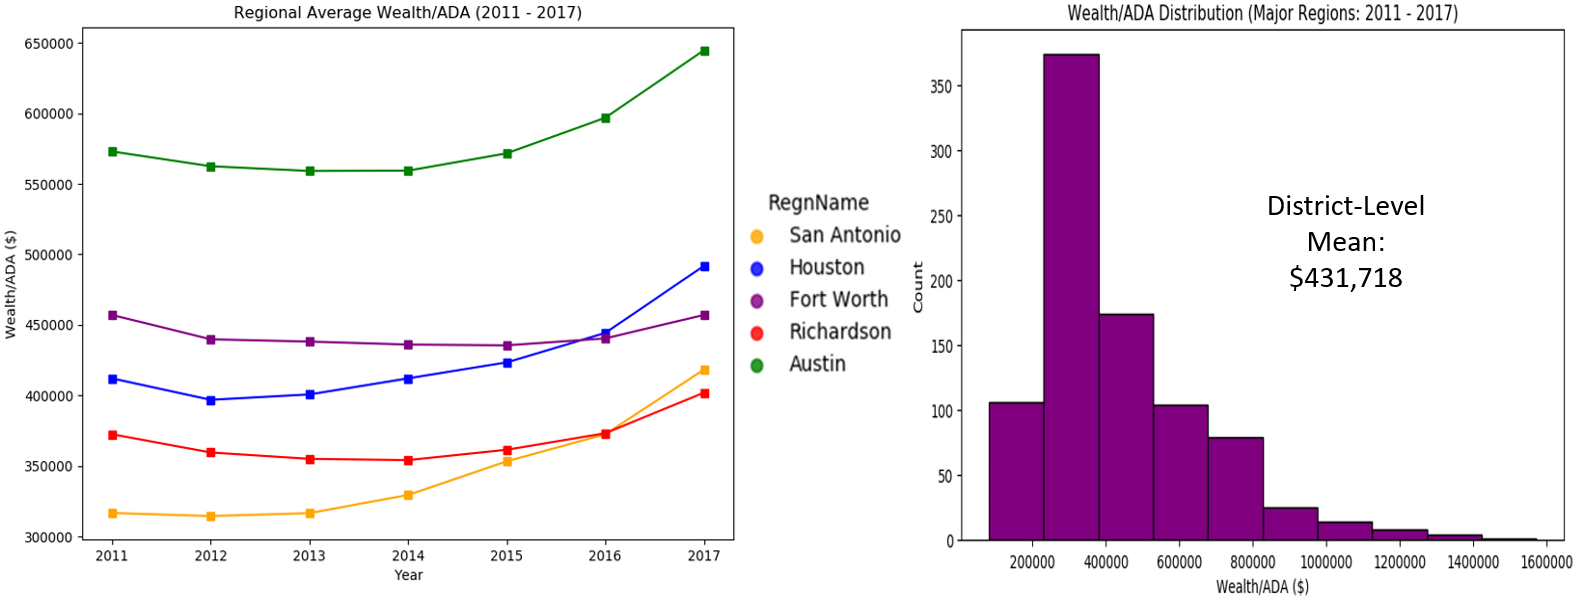 Regional Average Wealth/ADA (2011 - 2017)
650000
600000
550000
500000
450000
400000
350000
300000
Wealth/ADA ($)
2011 2012 2013 2014 2015 2016 2017
Year
RegnName
San Antonio
Houston
Fort Worth
Richardson
Austin
Wealth/ADA Distribution (Major Regions: 2011 - 2017)
350
300
250
200
150
100
50
0
Count
District-Level
Mean:
$431,718
200000 400000 600000 800000 1000000 1200000 1400000 1600000
Wealth/ADA ($)